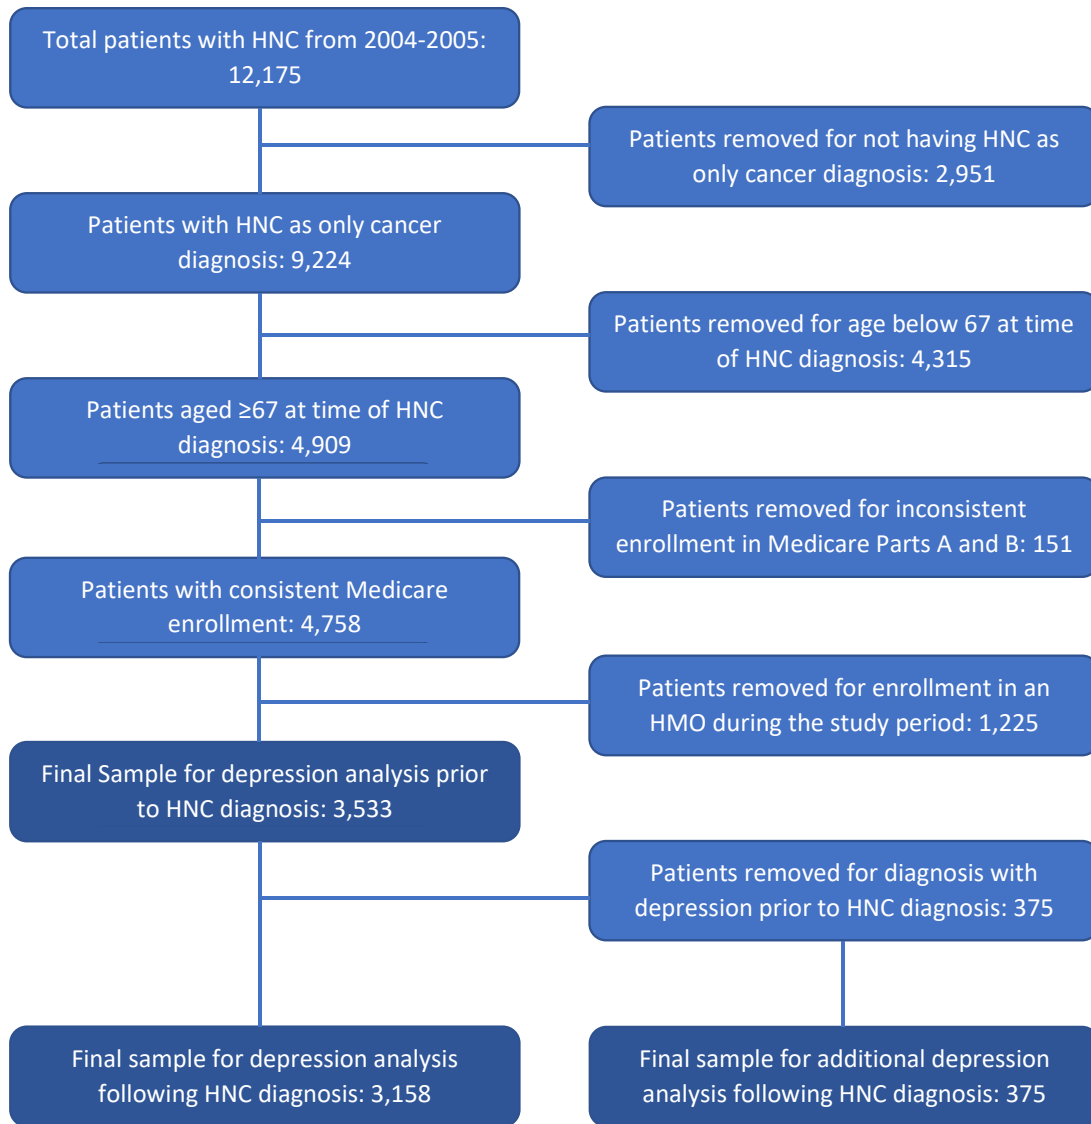 Total patients with HNC from 2004-2005:
12,175
Patients removed for not having HNC as
only cancer diagnosis: 2,951
Patients with HNC as only cancer
diagnosis: 9,224
Patients removed for age below 67 at time
of HNC diagnosis: 4,315
Patients aged ≥67 at time of HNC
diagnosis: 4,909
Patients removed for inconsistent
enrollment in Medicare Parts A and B: 151
Patients with consistent Medicare
enrollment: 4,758
Patients removed for enrollment in an
HMO during the study period: 1,225
Final Sample for depression analysis prior
to HNC diagnosis: 3,533
Patients removed for diagnosis with
depression prior to HNC diagnosis: 375
Final sample for depression analysis
following HNC diagnosis: 3,158
Final sample for additional depression
analysis following HNC diagnosis: 375